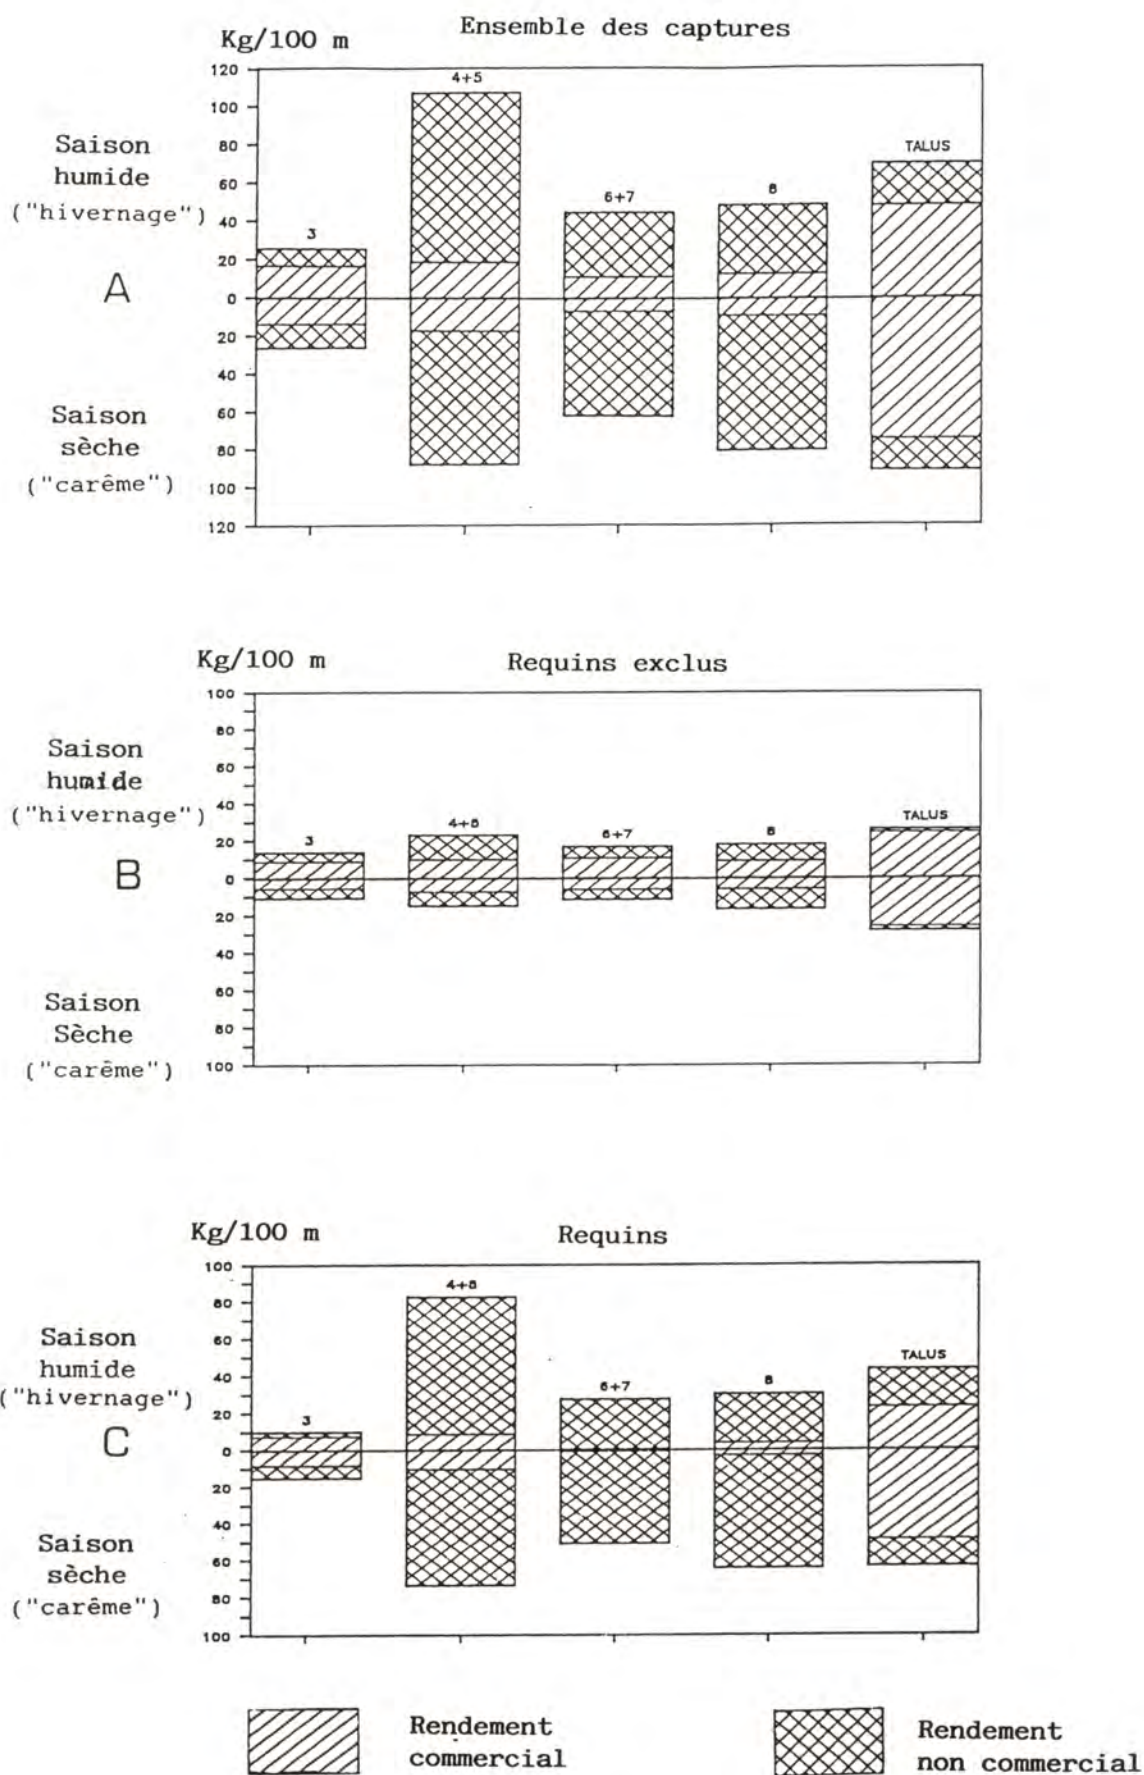 Ensemble des captures
Kg/100 m
120
100
80
60
40
20
0
20
40
60
80
100
120
3
4+5
6+7
8
TALUS
Saison
humide
("hivernage")
A
Saison
sèche
("carême")
Kg/100 m
Requins exclus
100
80
60
40
20
0
20
40
60
80
100
3
4+5
6+7
8
TALUS
Saison
humide
("hivernage")
B
Saison
Sèche
("carême")
Kg/100 m
Requins
100
80
60
40
20
0
20
40
60
80
100
3
4+5
6+7
8
TALUS
Saison
humide
("hivernage")
C
Saison
sèche
("carême")
Rendement
commercial
Rendement
non commercial